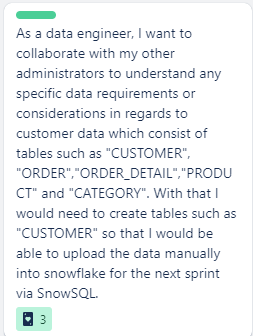 As a data engineer, I want to
collaborate with my other
administrators to understand any
specific data requirements or
considerations in regards to
customer data which consist of
tables such as "CUSTOMER",
"ORDER","ORDER_DETAIL","PRODU
CT" and "CATEGORY". With that I
would need to create tables such as
"CUSTOMER" so that I would be
able to upload the data manually
into snowflake for the next sprint
via SnowSQL.
3